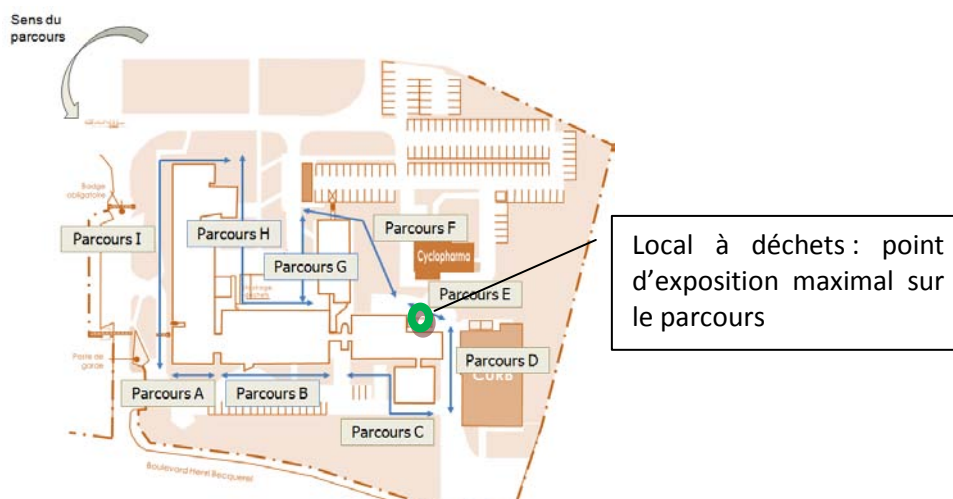 Sens du
parcours
Badge
obligatoire
Parcours I
Parcours H
Parcours F
Parcours G
Cyclopharma
Parcours E
Local à déchets : point
d’exposition maximal sur
le parcours
Parcours D
Poste de
garde
Parcours A
Parcours B
Parcours C
Boulevard Henri Becquerel